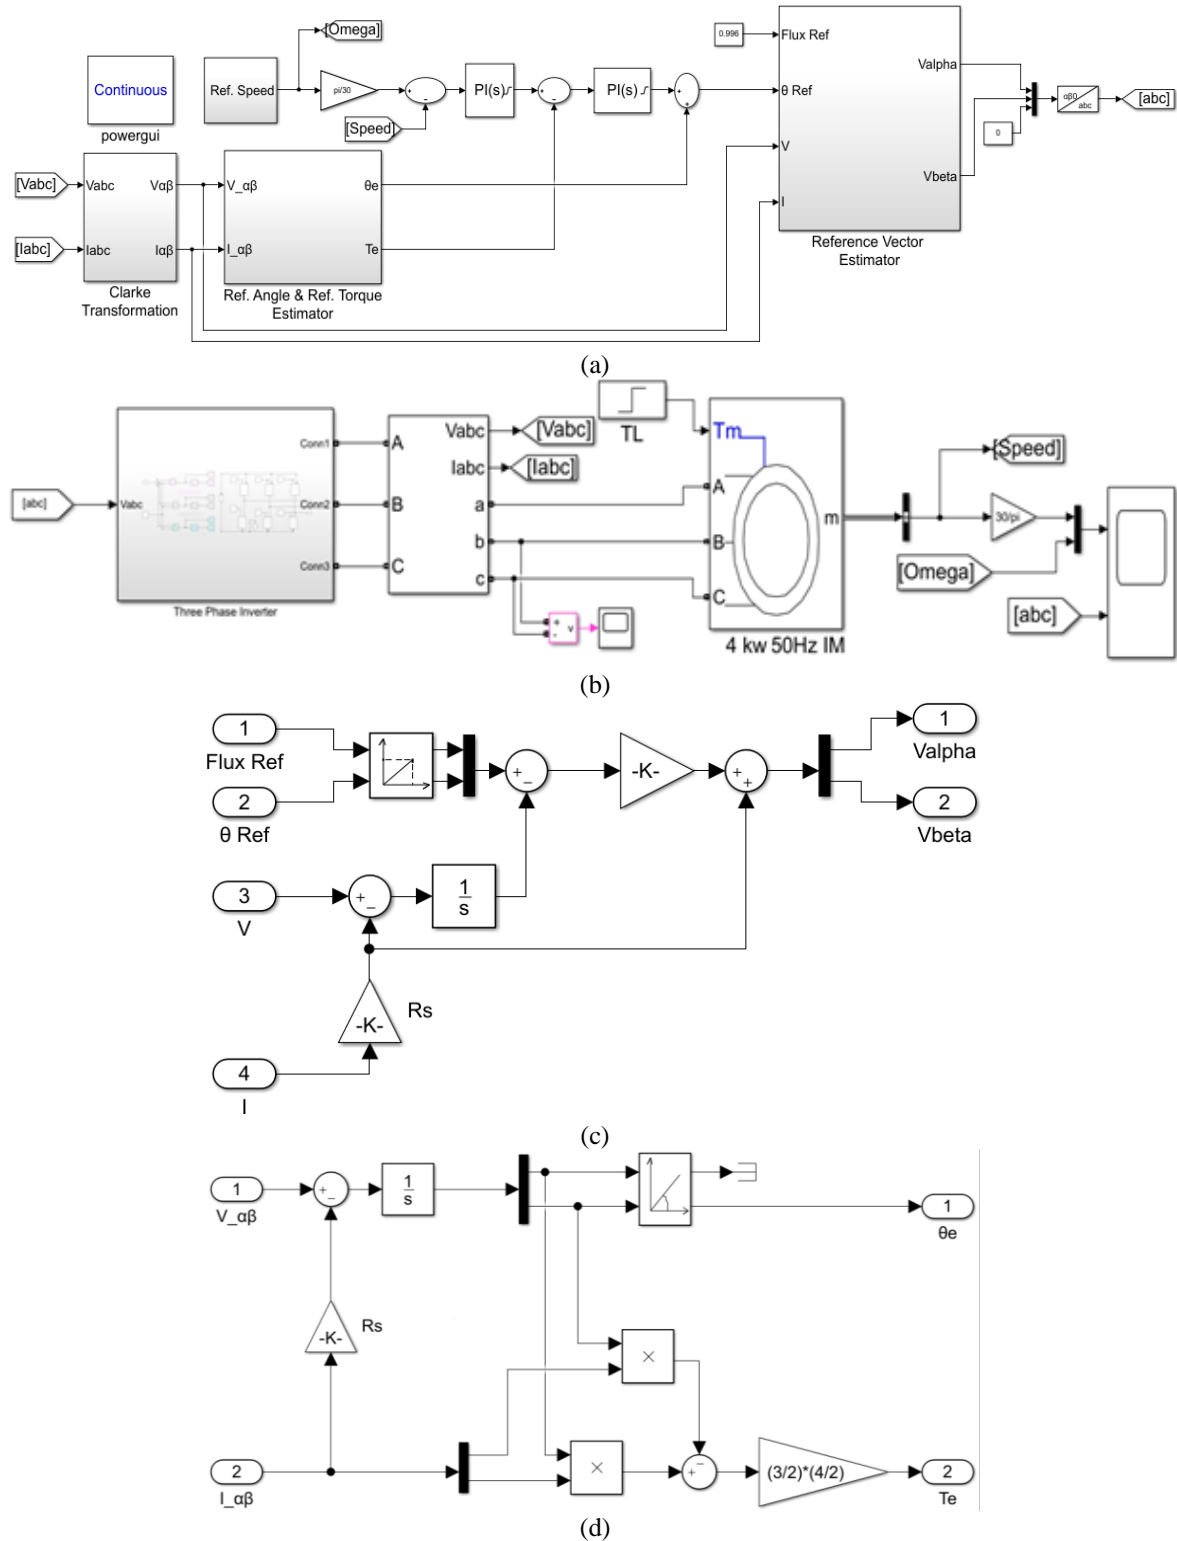 [Omega]
0.996
Flux Ref
Continuous
powergui
Ref. Speed
pi/30
+
-
PI(s)
+
-
PI(s)
+
+
θ Ref
Valpha
[Speed]
αβ0
abc
[abc]
0
V
Vbeta
I
[Vabc]
Vabc
Vαβ
V_αβ
θe
[Iabc]
Iabc
Iαβ
I_αβ
Te
Clarke
Transformation
Ref. Angle & Ref. Torque
Estimator
Reference Vector
Estimator
(a)
TL
Tm
Vabc
[Vabc]
Iabc
[Iabc]
[Speed]
Conn1
A
a
A
[abc]
Vabc
Conn2
B
b
B
m
30/pi
Conn3
C
c
C
[Omega]
[abc]
+
-
v
Three Phase Inverter
4 kw 50Hz IM
(b)
1
Flux Ref
2
θ Ref
+
-
-K-
+
+
1
Valpha
2
Vbeta
3
V
+
-
1
s
-K-
Rs
4
I
(c)
1
V_αβ
+
-
1
s
1
θe
-K-
Rs
×
2
I_αβ
×
+
-
(3/2)*(4/2)
2
Te
(d)